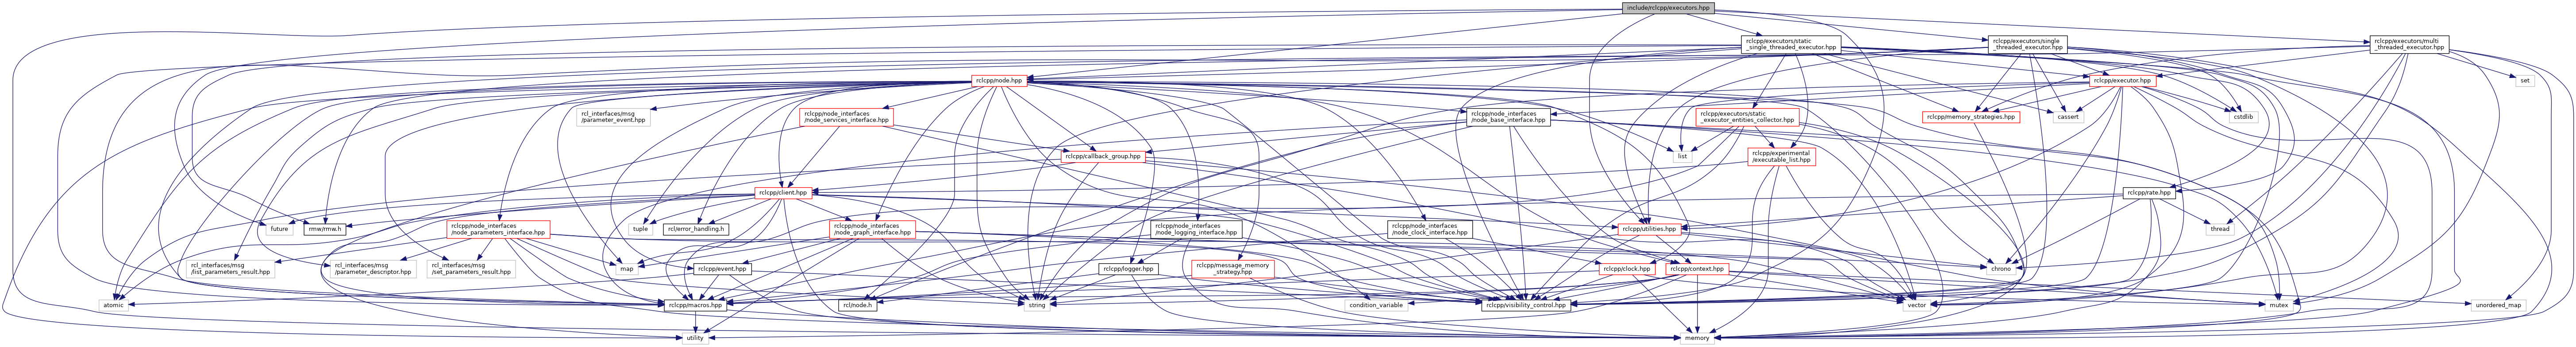 include/rclcpp/executors.hpp
rclcpp/executors/static
_single_threaded_executor.hpp
rclcpp/executors/single
_threaded_executor.hpp
rclcpp/executors/multi
_threaded_executor.hpp
rclcpp/node.hpp
rclcpp/executor.hpp
set
rcl_interfaces/msg
/parameter_event.hpp
rclcpp/node_interfaces
/node_services_interface.hpp
rclcpp/node_interfaces
/node_base_interface.hpp
rclcpp/executors/static
_executor_entities_collector.hpp
rclcpp/memory_strategies.hpp
cassert
cstdlib
rclcpp/callback_group.hpp
list
rclcpp/experimental
/executable_list.hpp
rclcpp/client.hpp
rclcpp/rate.hpp
future
rmw/rmw.h
rclcpp/node_interfaces
/node_parameters_interface.hpp
tuple
rcl/error_handling.h
rclcpp/node_interfaces
/node_graph_interface.hpp
rclcpp/node_interfaces
/node_logging_interface.hpp
rclcpp/node_interfaces
/node_clock_interface.hpp
rclcpp/utilities.hpp
thread
rcl_interfaces/msg
/list_parameters_result.hpp
rcl_interfaces/msg
/parameter_descriptor.hpp
rcl_interfaces/msg
/set_parameters_result.hpp
map
rclcpp/event.hpp
rclcpp/logger.hpp
rclcpp/message_memory
_strategy.hpp
rclcpp/clock.hpp
rclcpp/context.hpp
chrono
atomic
rclcpp/macros.hpp
rcl/node.h
string
condition_variable
rclcpp/visibility_control.hpp
vector
mutex
unordered_map
utility
memory